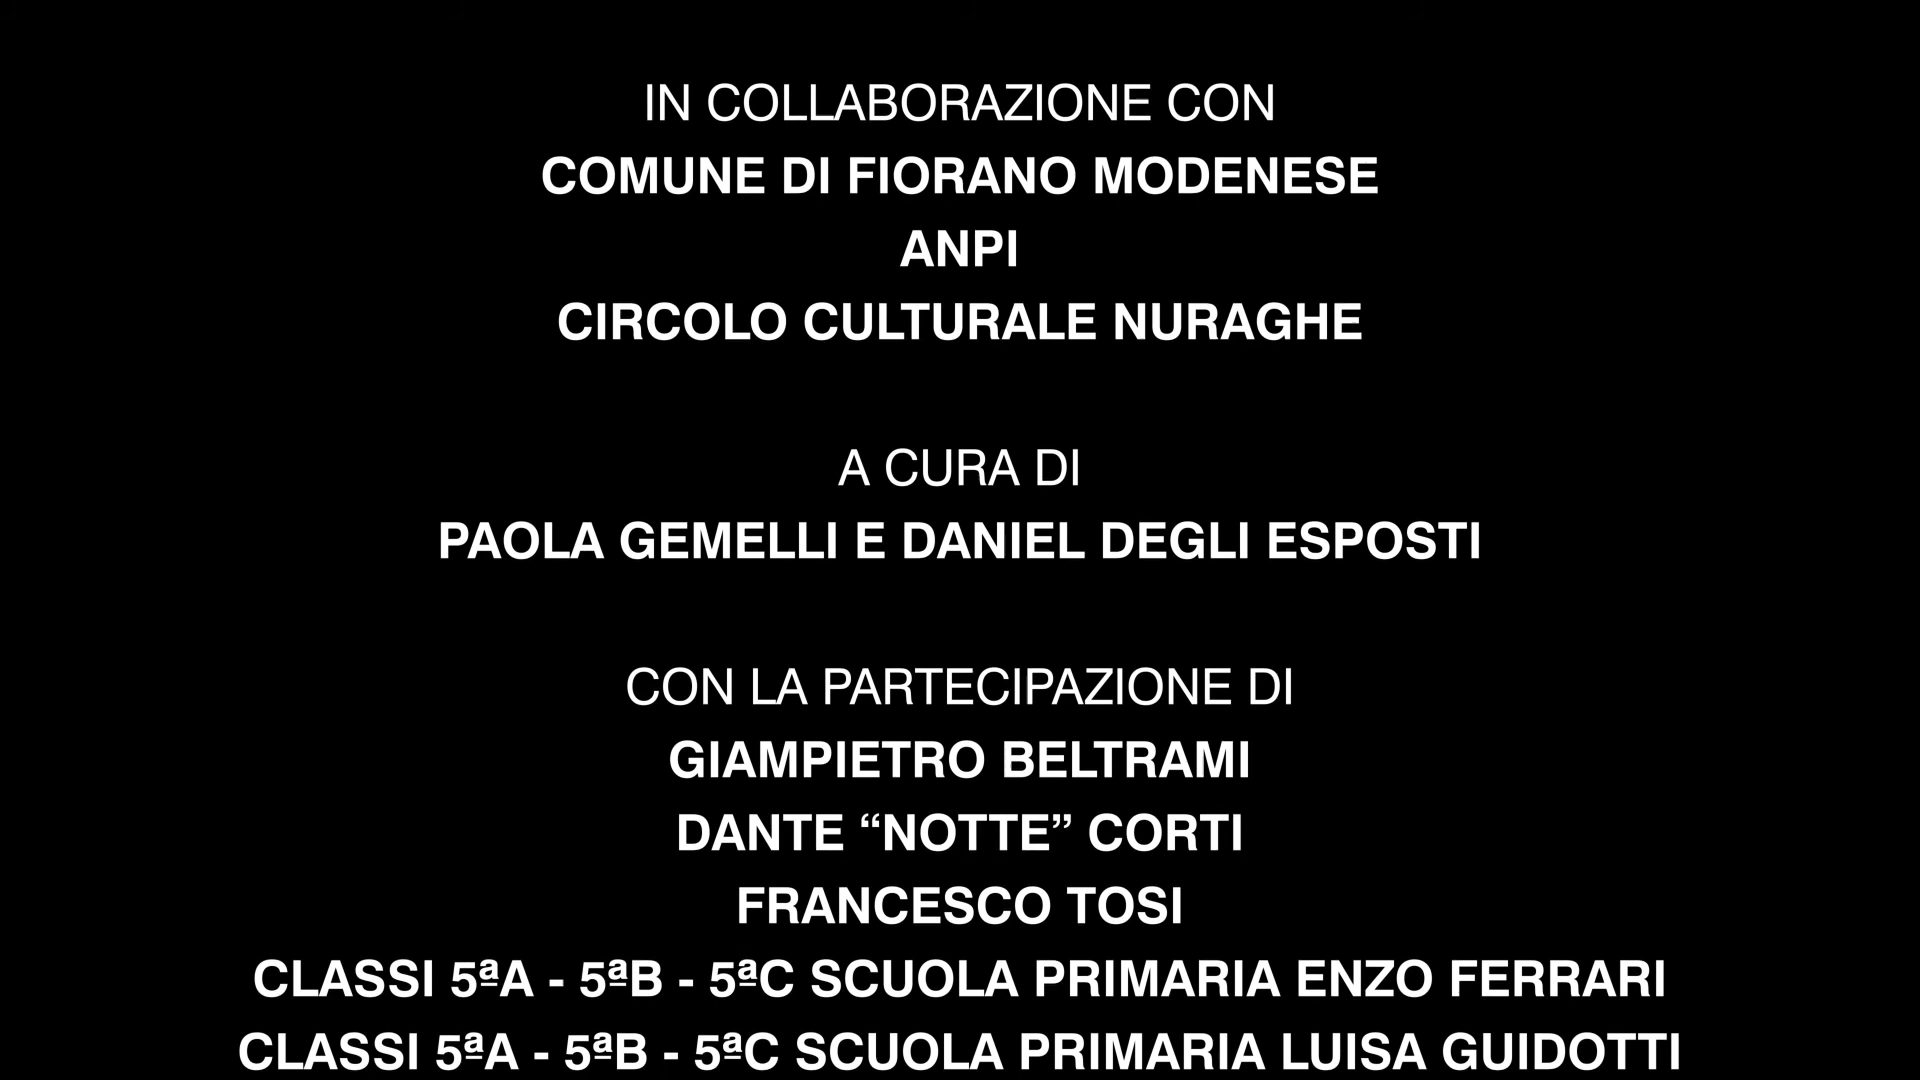 IN COLLABORAZIONE CON
COMUNE DI FIORANO MODENESE
ANPI
CIRCOLO CULTURALE NURAGHE
A CURA DI
PAOLA GEMELLI E DANIEL DEGLI ESPOSTI
CON LA PARTECIPAZIONE DI
GIAMPIETRO BELTRAMI
DANTE “NOTTE” CORTI
FRANCESCO TOSI
CLASSI 5ªA - 5ªB - 5ªC SCUOLA PRIMARIA ENZO FERRARI
CLASSI 5ªA - 5ªB - 5ªC SCUOLA PRIMARIA LUISA GUIDOTTI